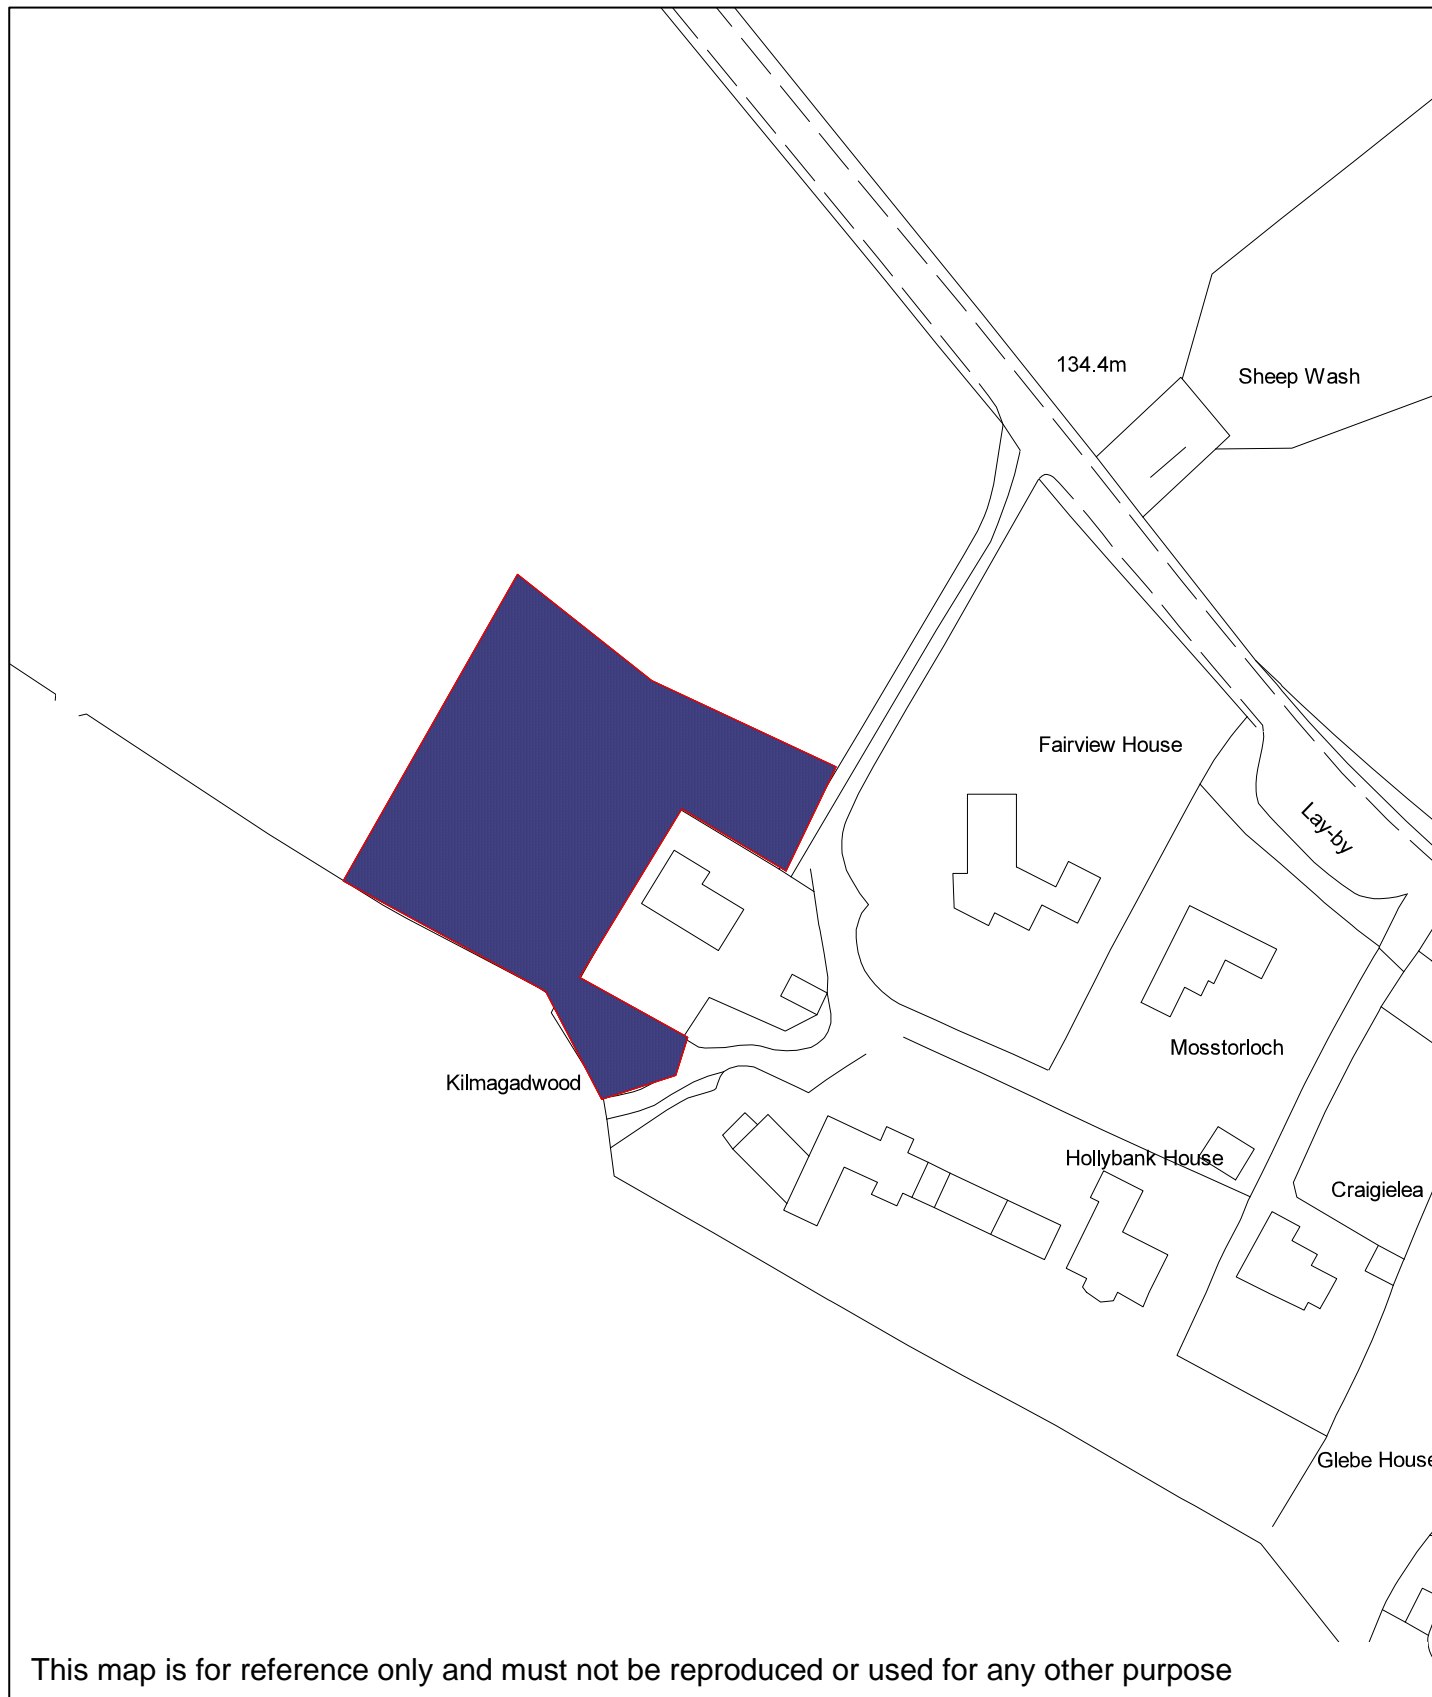 134.4m
Sheep Wash
Fairview House
Lay-by
Mosstorloch
Kilmagadwood
Hollybank House
Craigielea
Glebe House
This map is for reference only and must not be reproduced or used for any other purpose